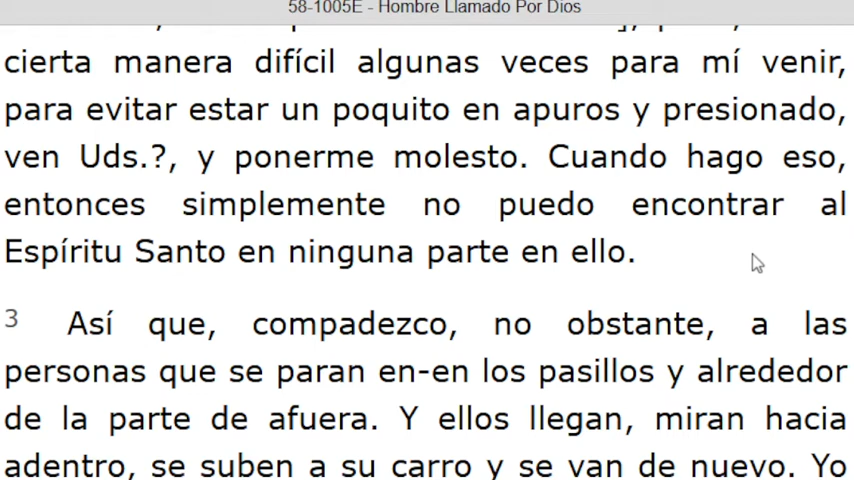 58-1005E - Hombre Llamado Por Dios
cierta manera difícil algunas veces para mí venir,
para evitar estar un poquito en apuros y presionado,
ven Uds.?, y ponerme molesto. Cuando hago eso,
entonces simplemente no puedo encontrar al
Espíritu Santo en ninguna parte en ello.
3 Así que, compadezco, no obstante, a las
personas que se paran en-en los pasillos y alrededor
de la parte de afuera. Y ellos llegan, miran hacia
adentro, se suben a su carro y se van de nuevo. Yo